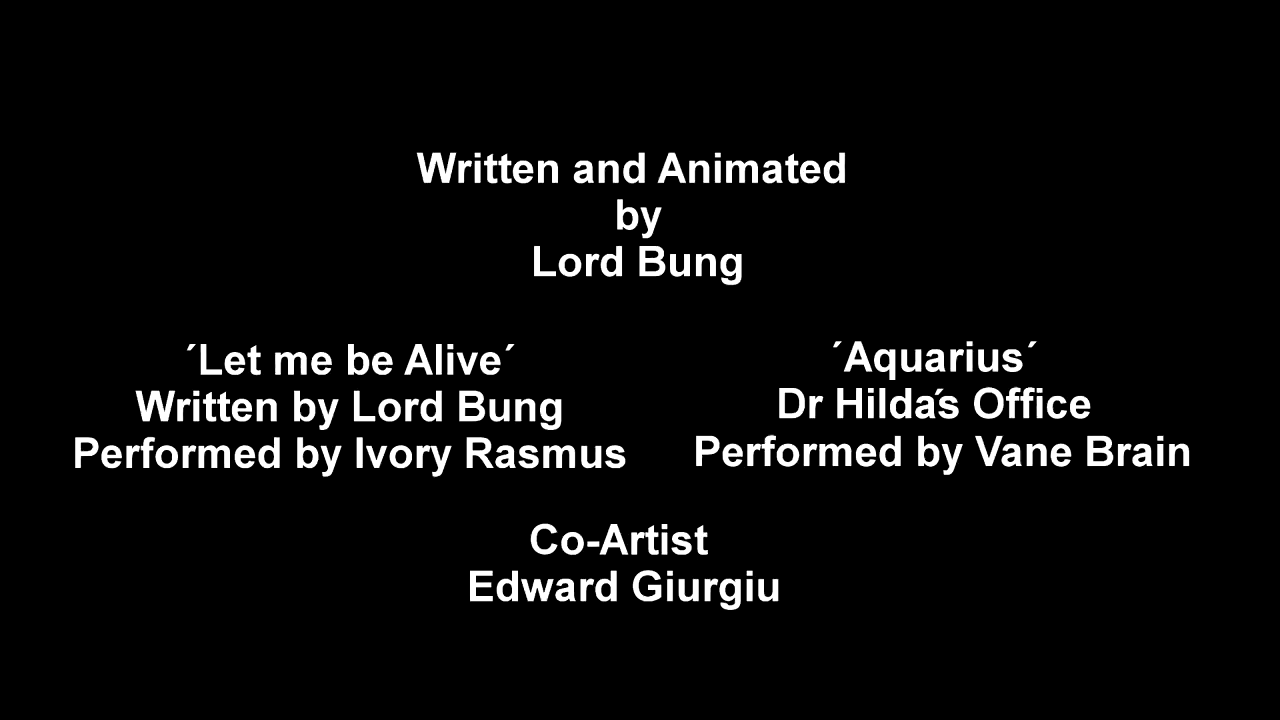 Written and Animated
by
Lord Bung
´Let me be Alive´
Written by Lord Bung
Performed by Ivory Rasmus
´Aquarius´
Dr Hilda´s Office
Performed by Vane Brain
Co-Artist
Edward Giurgiu